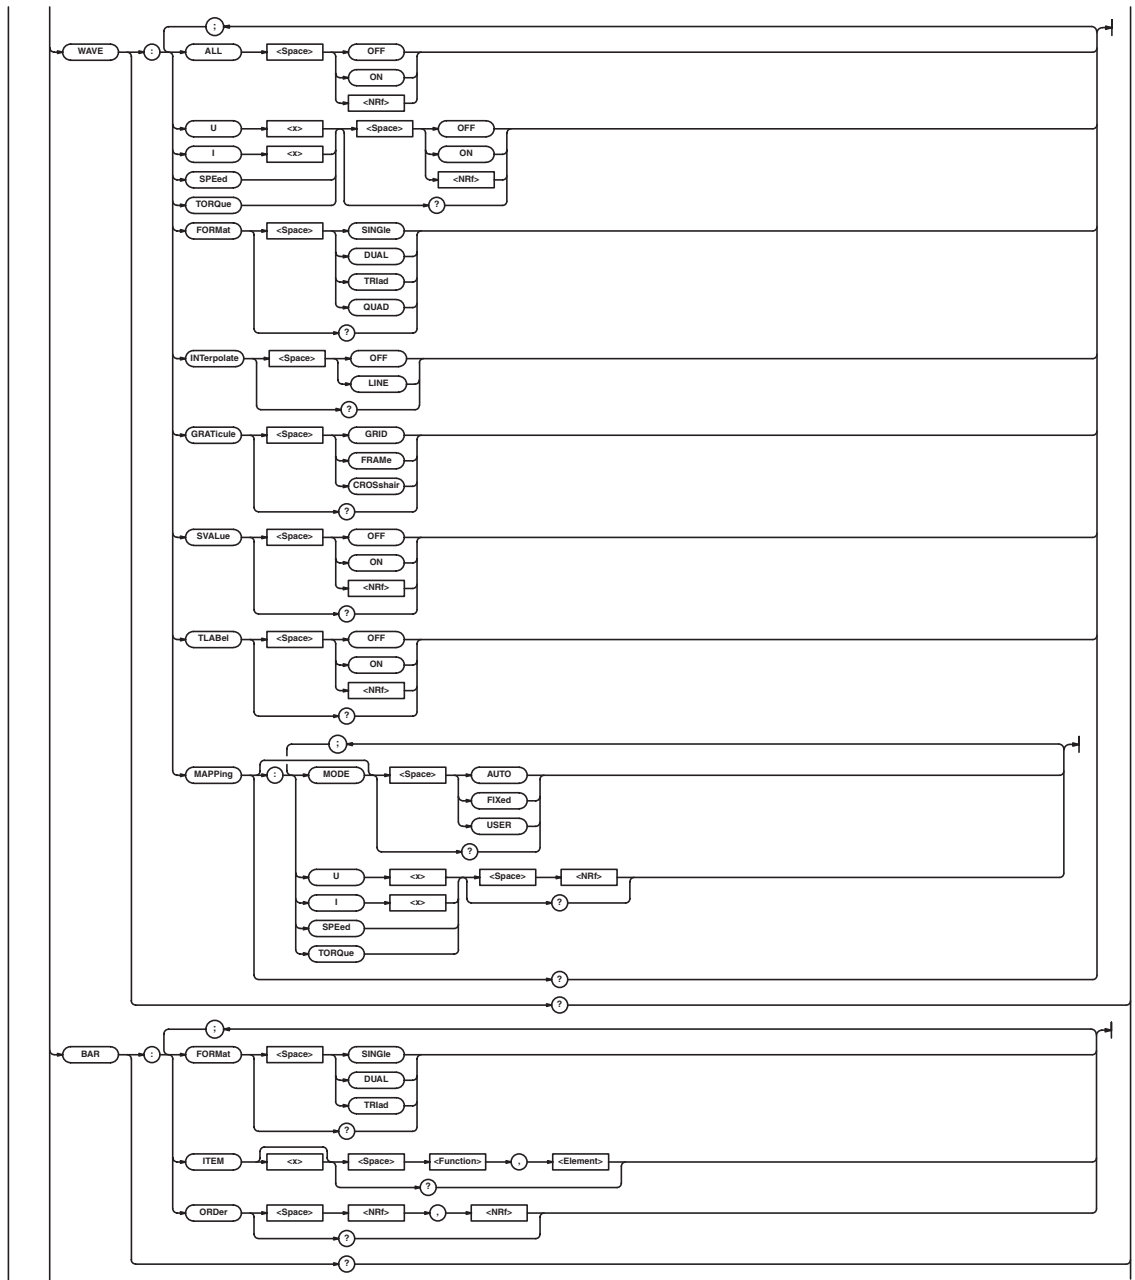 ;
WAVE : ALL <Space> OFF
ON
<NRf>
U <x> <Space> OFF
I <x> ON
SPEed <NRf>
TORQue ?
FORMat <Space> SINGle
DUAL
TRIad
QUAD
?
INTerpolate <Space> OFF
LINE
?
GRATicule <Space> GRID
FRAMe
CROSshair
?
SVALue <Space> OFF
ON
<NRf>
?
TLABel <Space> OFF
ON
<NRf>
?
;
MAPPing : MODE <Space> AUTO
FIXed
USER
?
U <x> <Space> <NRf>
I <x> ?
SPEed
TORQue
?
?
;
BAR : FORMat <Space> SINGle
DUAL
TRIad
?
ITEM <x> <Space> <Function> , <Element>
?
ORDer <Space> <NRf> , <NRf>
?
?